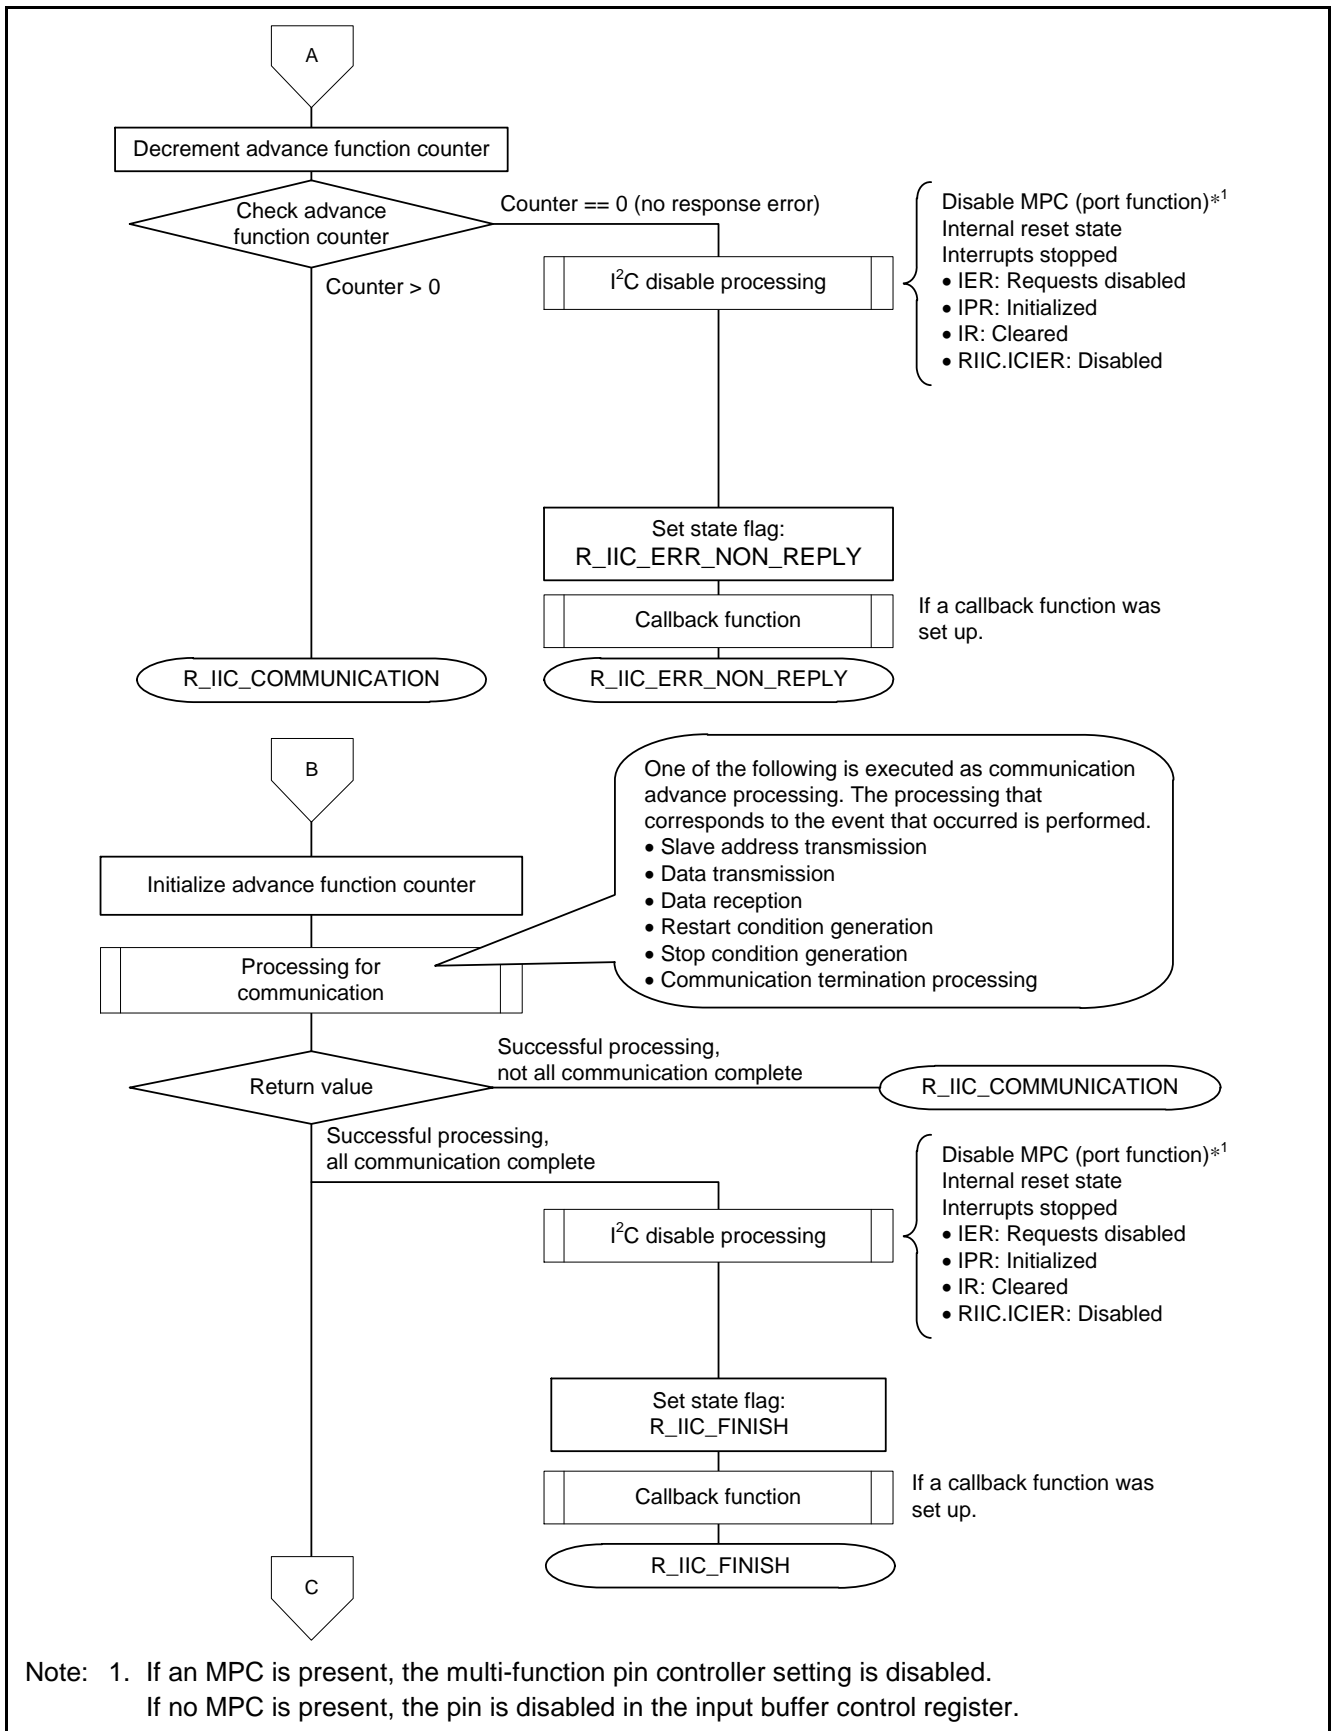 A
Decrement advance function counter
Check advance
function counter
Counter == 0 (no response error)
Counter > 0
I²C disable processing
Disable MPC (port function)*¹
Internal reset state
Interrupts stopped
• IER: Requests disabled
• IPR: Initialized
• IR: Cleared
• RIIC.ICIER: Disabled
Set state flag:
R_IIC_ERR_NON_REPLY
Callback function
If a callback function was
set up.
R_IIC_COMMUNICATION
R_IIC_ERR_NON_REPLY
B
One of the following is executed as communication
advance processing. The processing that
corresponds to the event that occurred is performed.
• Slave address transmission
• Data transmission
• Data reception
• Restart condition generation
• Stop condition generation
• Communication termination processing
Initialize advance function counter
Processing for
communication
Return value
Successful processing,
not all communication complete
R_IIC_COMMUNICATION
Successful processing,
all communication complete
I²C disable processing
Disable MPC (port function)*¹
Internal reset state
Interrupts stopped
• IER: Requests disabled
• IPR: Initialized
• IR: Cleared
• RIIC.ICIER: Disabled
Set state flag:
R_IIC_FINISH
Callback function
If a callback function was
set up.
R_IIC_FINISH
C
Note: 1. If an MPC is present, the multi-function pin controller setting is disabled.
If no MPC is present, the pin is disabled in the input buffer control register.